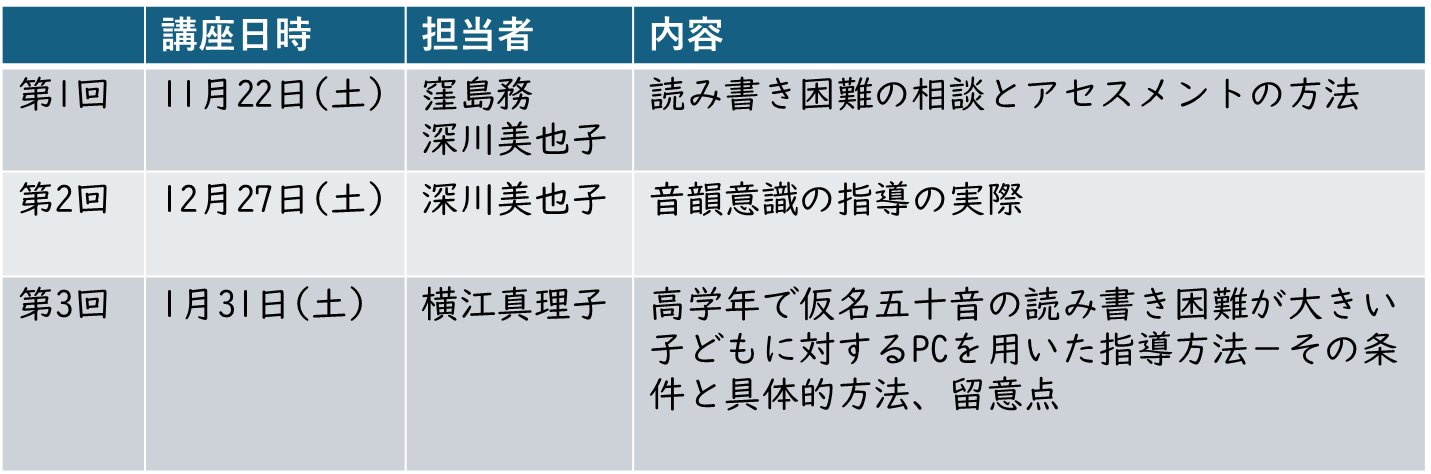 講座日時 担当者 内容
第1回 11月22日(土) 窪島務 読み書き困難の相談とアセスメントの方法
深川美也子
第2回 12月27日(土) 深川美也子 音韻意識の指導の実際
第3回 1月31日(土) 横江真理子 高学年で仮名五十音の読み書き困難が大きい
子どもに対するPCを用いた指導方法－その条
件と具体的方法、留意点